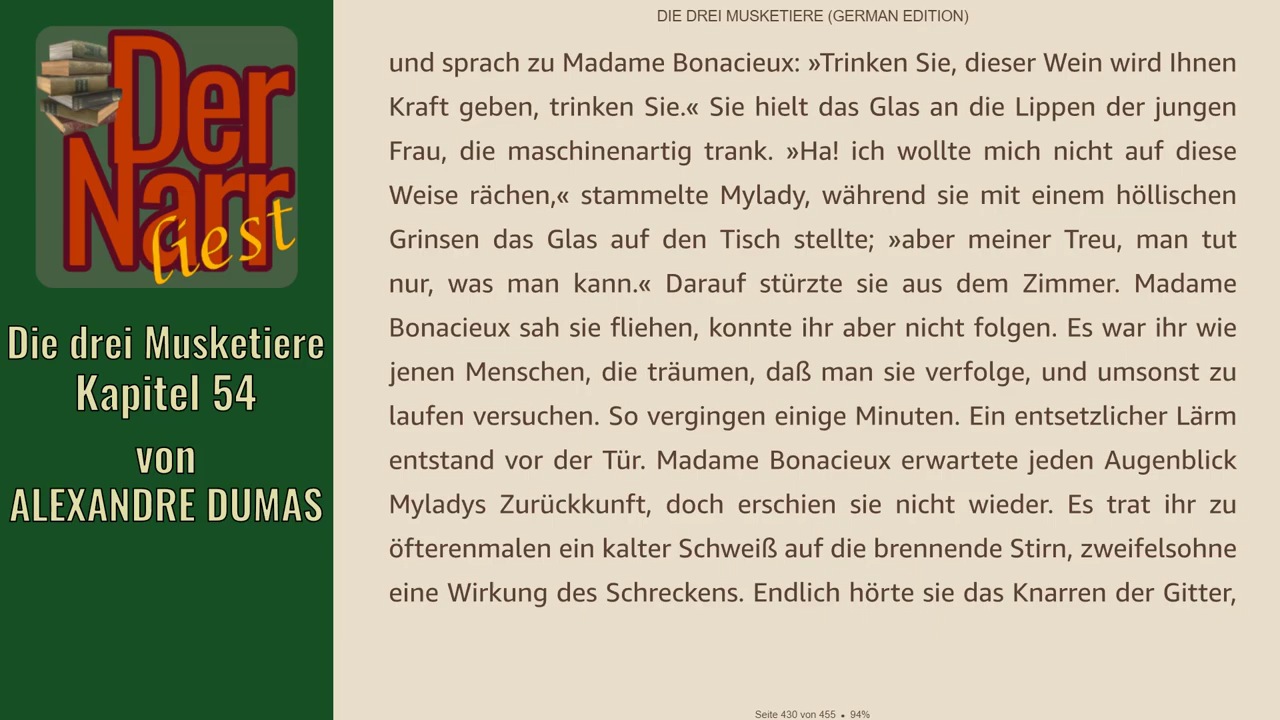 Der
Narr
liest
Die drei Musketiere
Kapitel 54
von
ALEXANDRE DUMAS
DIE DREI MUSKETIERE (GERMAN EDITION)
und sprach zu Madame Bonacieux: »Trinken Sie, dieser Wein wird Ihnen
Kraft geben, trinken Sie.« Sie hielt das Glas an die Lippen der jungen
Frau, die maschinenartig trank. »Ha! ich wollte mich nicht auf diese
Weise rächen,« stammelte Mylady, während sie mit einem höllischen
Grinsen das Glas auf den Tisch stellte; »aber meiner Treu, man tut
nur, was man kann.« Darauf stürzte sie aus dem Zimmer. Madame
Bonacieux sah sie fliehen, konnte ihr aber nicht folgen. Es war ihr wie
jenen Menschen, die träumen, daß man sie verfolge, und umsonst zu
laufen versuchen. So vergingen einige Minuten. Ein entsetzlicher Lärm
entstand vor der Tür. Madame Bonacieux erwartete jeden Augenblick
Myladys Zurückkunft, doch erschien sie nicht wieder. Es trat ihr zu
öfterenmalen ein kalter Schweiß auf die brennende Stirn, zweifelsohne
eine Wirkung des Schreckens. Endlich hörte sie das Knarren der Gitter,
Seite 430 von 455 • 94%